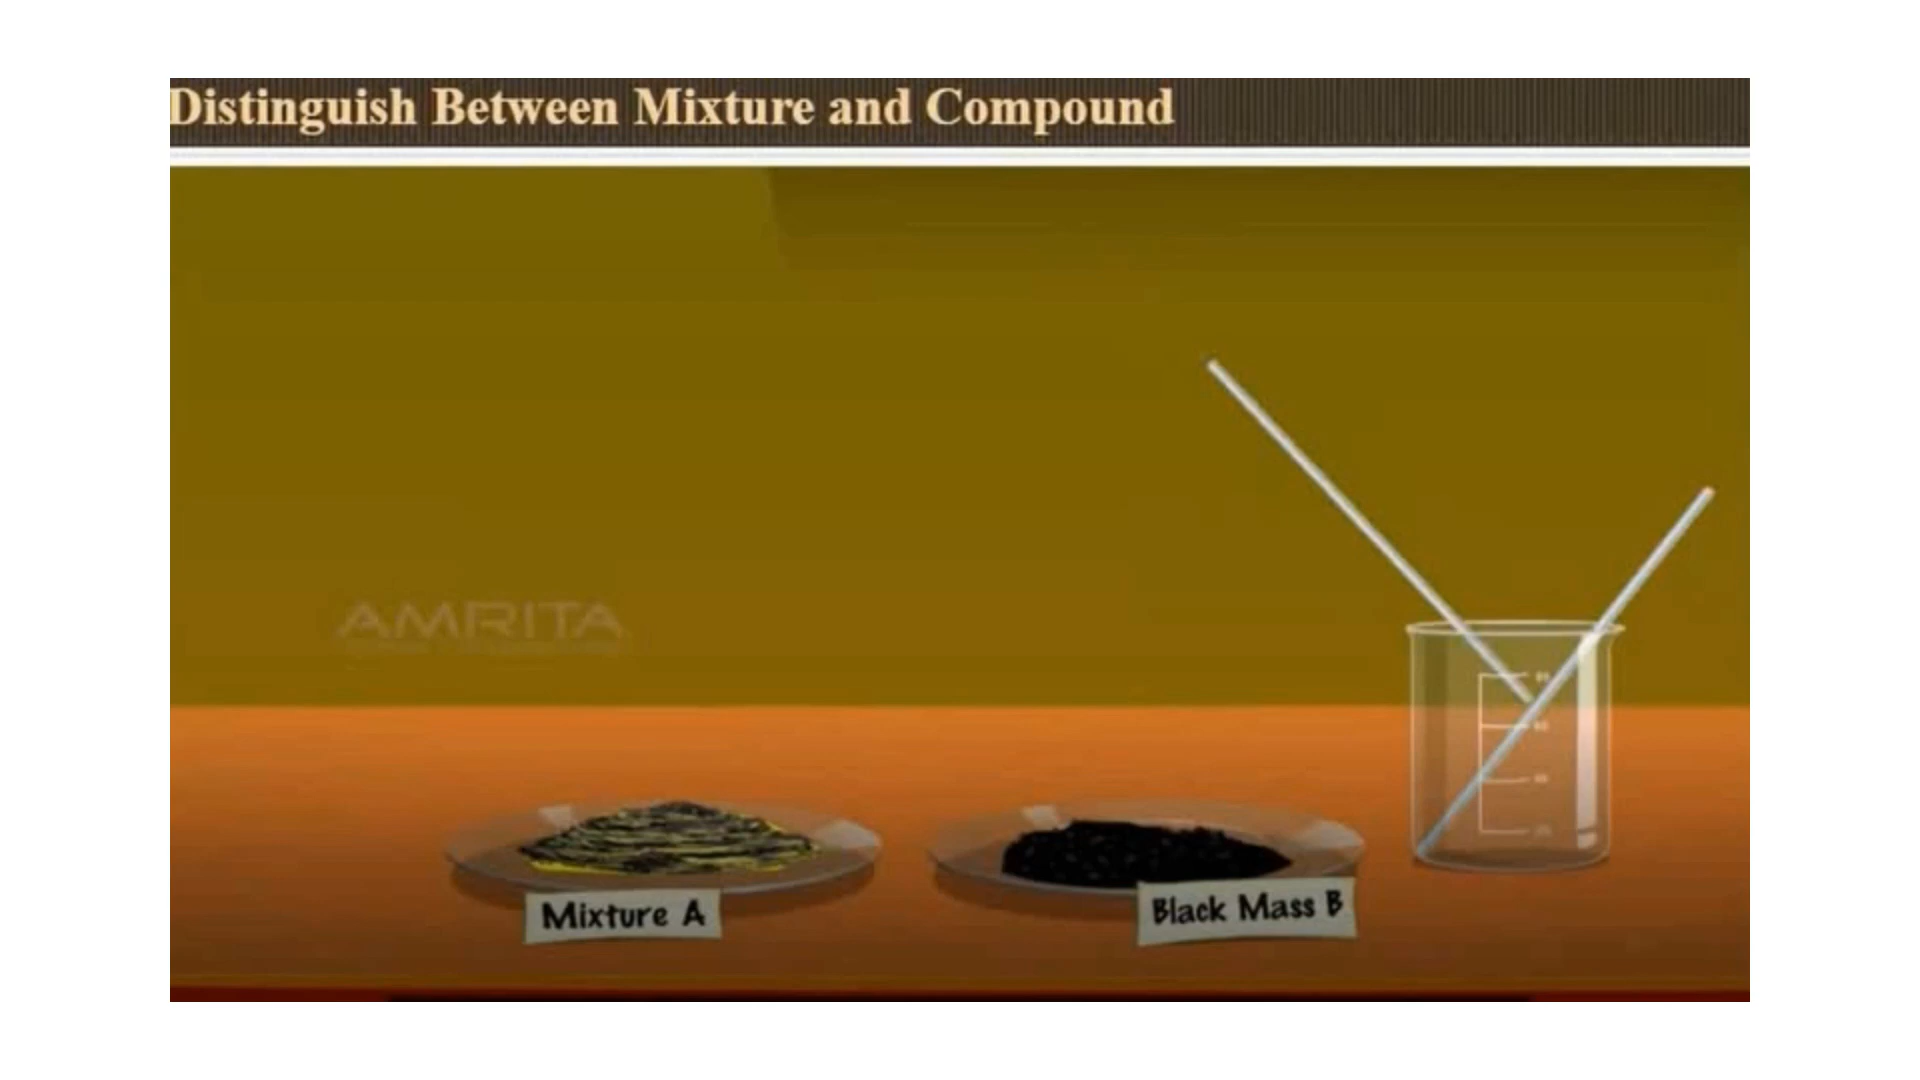 Distinguish Between Mixture and Compound
AMRITA
Mixture A
Black Mass B